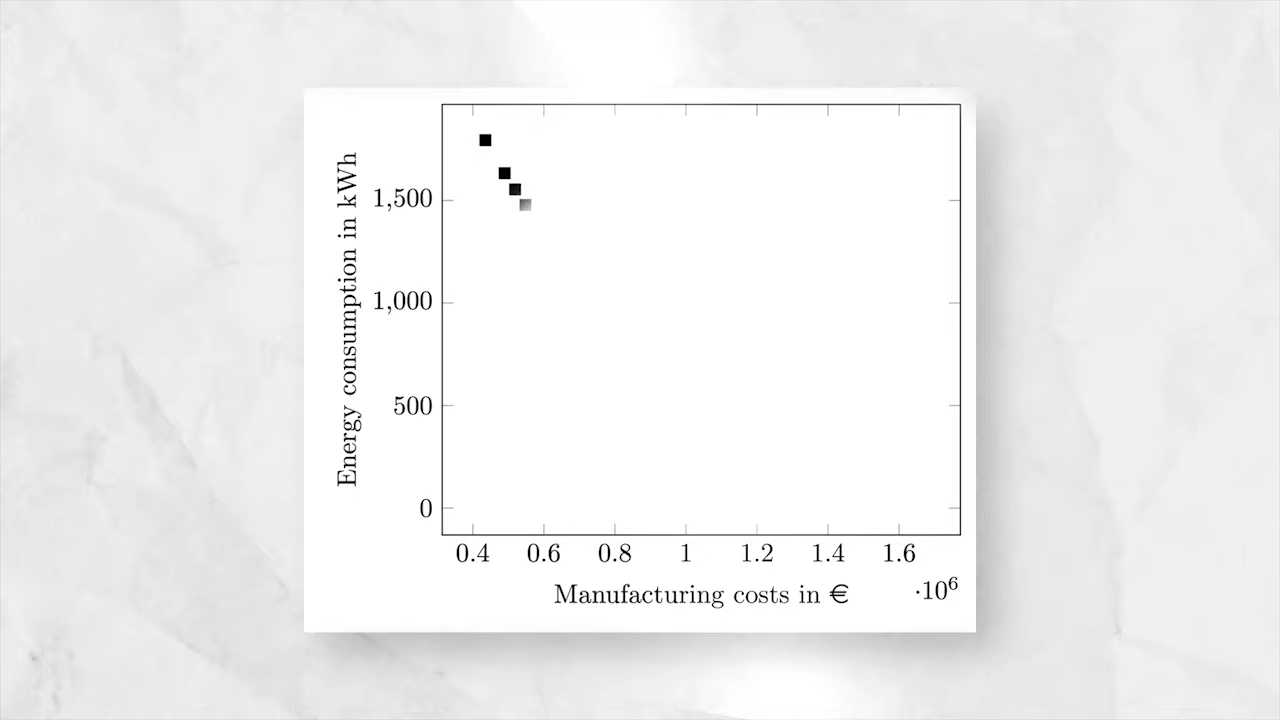 Energy consumption in kWh
1,500
1,000
500
0
0.4 0.6 0.8 1 1.2 1.4 1.6
Manufacturing costs in €
·10⁶